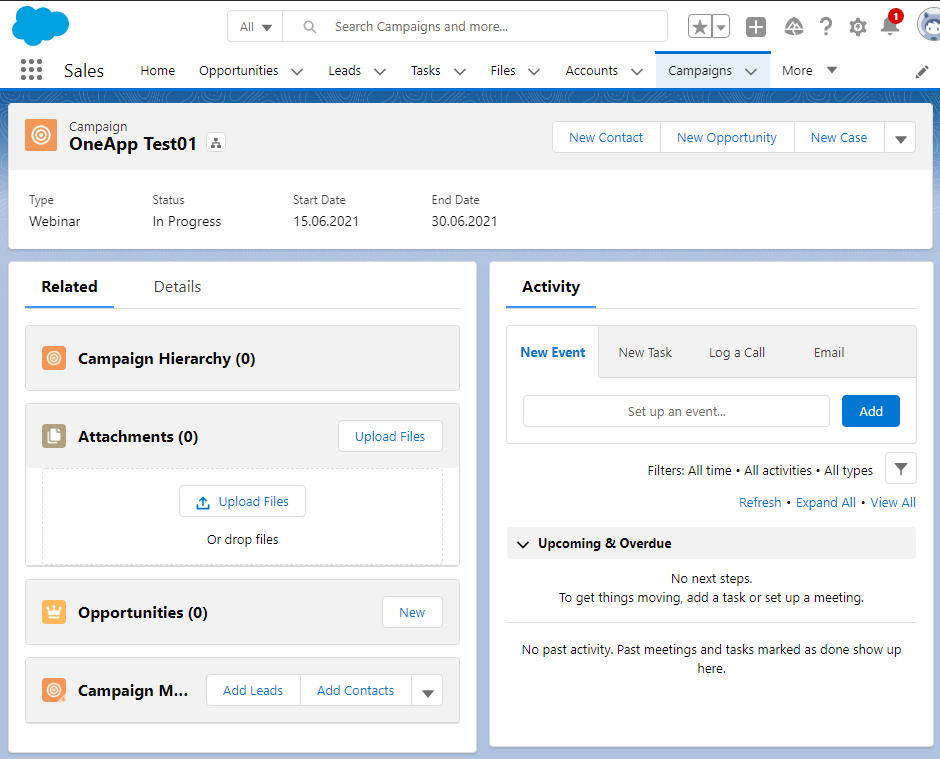 All Search Campaigns and more... 1
Sales Home Opportunities Leads Tasks Files Accounts Campaigns More
Campaign
OneApp Test01
New Contact New Opportunity New Case
Type Status Start Date End Date
Webinar In Progress 15.06.2021 30.06.2021
Related Details
Campaign Hierarchy (0)
Attachments (0) Upload Files
Upload Files
Or drop files
Opportunities (0) New
Campaign M... Add Leads Add Contacts
Activity
New Event New Task Log a Call Email
Set up an event... Add
Filters: All time • All activities • All types
Refresh • Expand All • View All
Upcoming & Overdue
No next steps.
To get things moving, add a task or set up a meeting.
No past activity. Past meetings and tasks marked as done show up
here.